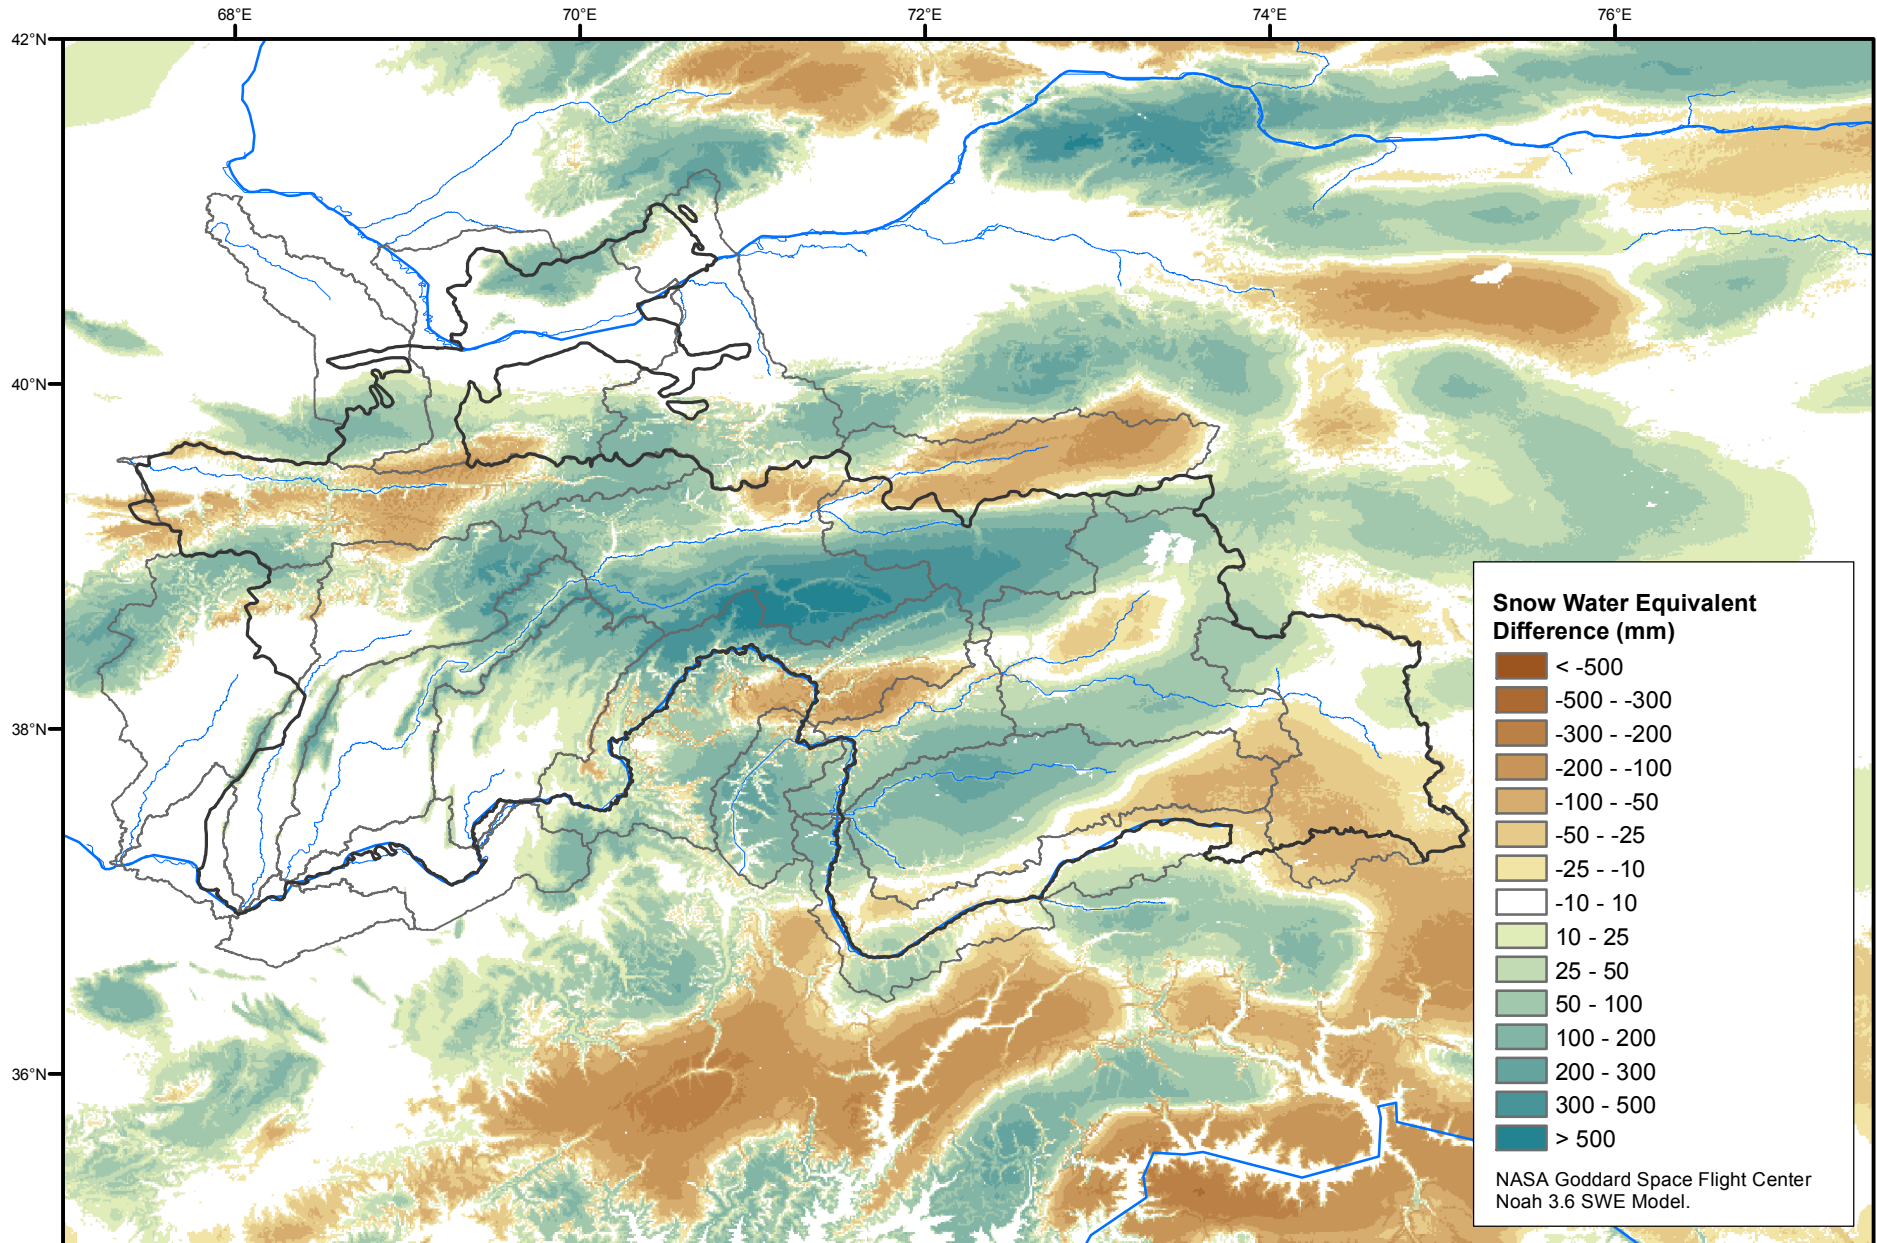 68°E 70°E 72°E 74°E 76°E
42°N
40°N
38°N
36°N
Snow Water Equivalent
Difference (mm)
< -500
-500 - -300
-300 - -200
-200 - -100
-100 - -50
-50 - -25
-25 - -10
-10 - 10
10 - 25
25 - 50
50 - 100
100 - 200
200 - 300
300 - 500
> 500
NASA Goddard Space Flight Center
Noah 3.6 SWE Model.